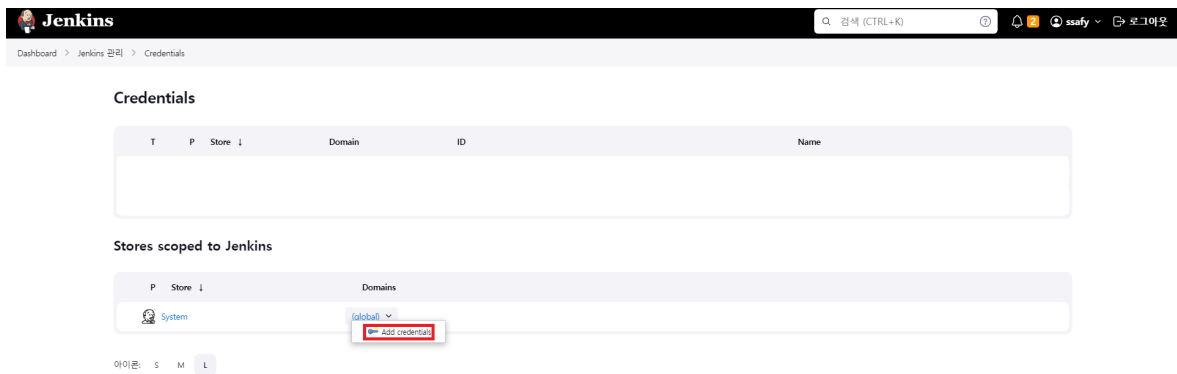 Jenkins 검색 (CTRL+K) 2 ssafy 로그아웃
Dashboard > Jenkins 관리 > Credentials
Credentials
T P Store ↓ Domain ID Name
Stores scoped to Jenkins
P Store ↓ Domains
System (global)
Add credentials
아이콘: S M L